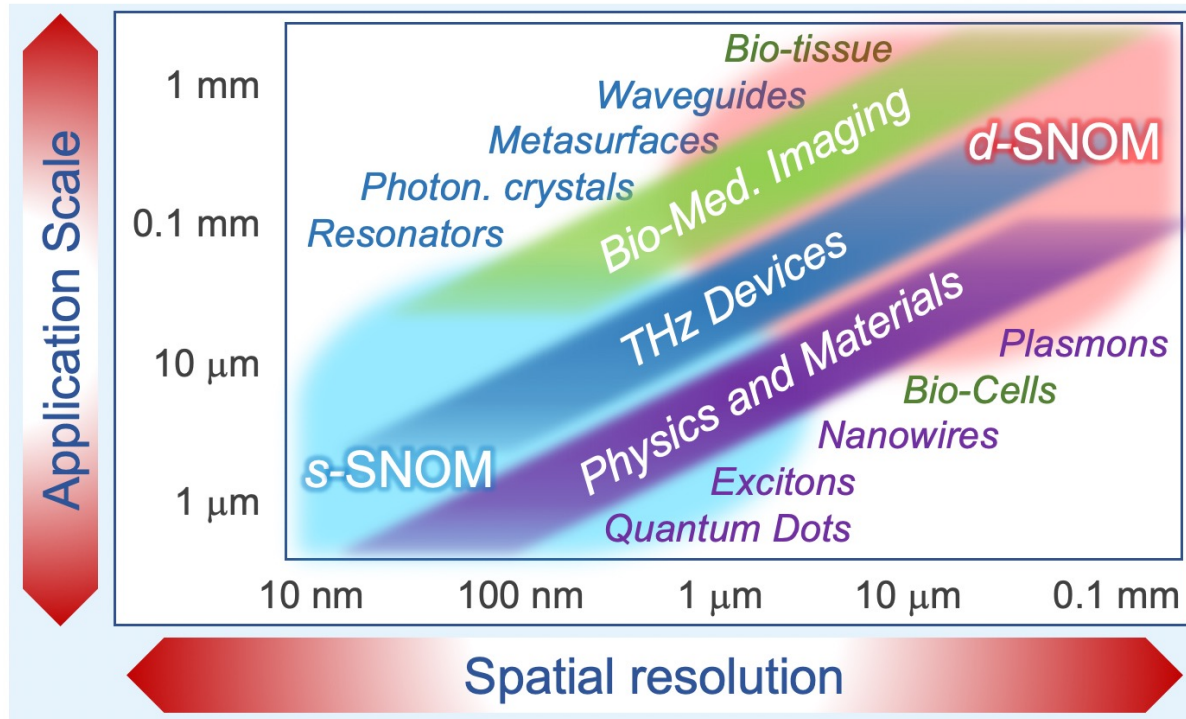 Application Scale
1 mm
0.1 mm
10 μm
1 μm
Bio-tissue
Waveguides
Metasurfaces
Photon. crystals
Resonators
Bio-Med. Imaging
d-SNOM
THz Devices
Physics and Materials
s-SNOM
Plasmons
Bio-Cells
Nanowires
Excitons
Quantum Dots
10 nm
100 nm
1 μm
10 μm
0.1 mm
Spatial resolution